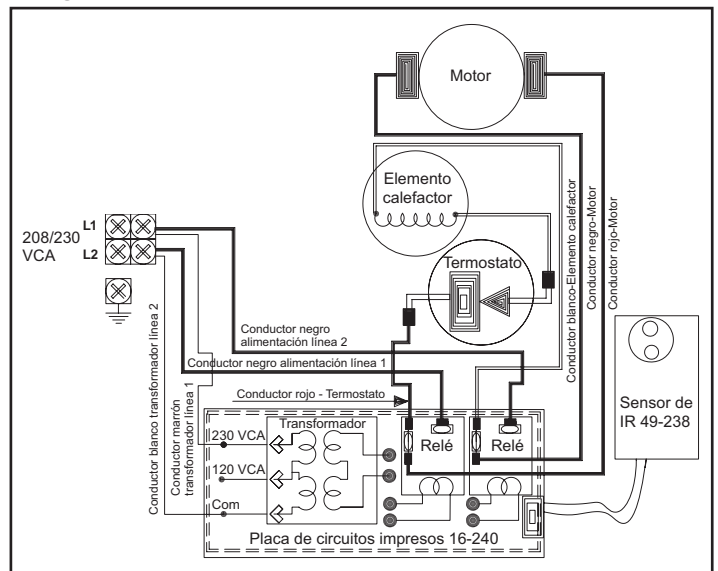 Motor
Elemento
calefactor
L1
208/230
VCA
L2
Termostato
Conductor blanco-Elemento calefactor
Conductor negro-Motor
Conductor rojo-Motor
Conductor negro
alimentación línea 2
Conductor negro alimentación línea 1
Conductor blanco transformador línea 2
Conductor marrón
transformador línea 1
Conductor rojo - Termostato
Sensor de
IR 49-238
Transformador
230 VCA
120 VCA
Com
Relé
Relé
Placa de circuitos impresos 16-240